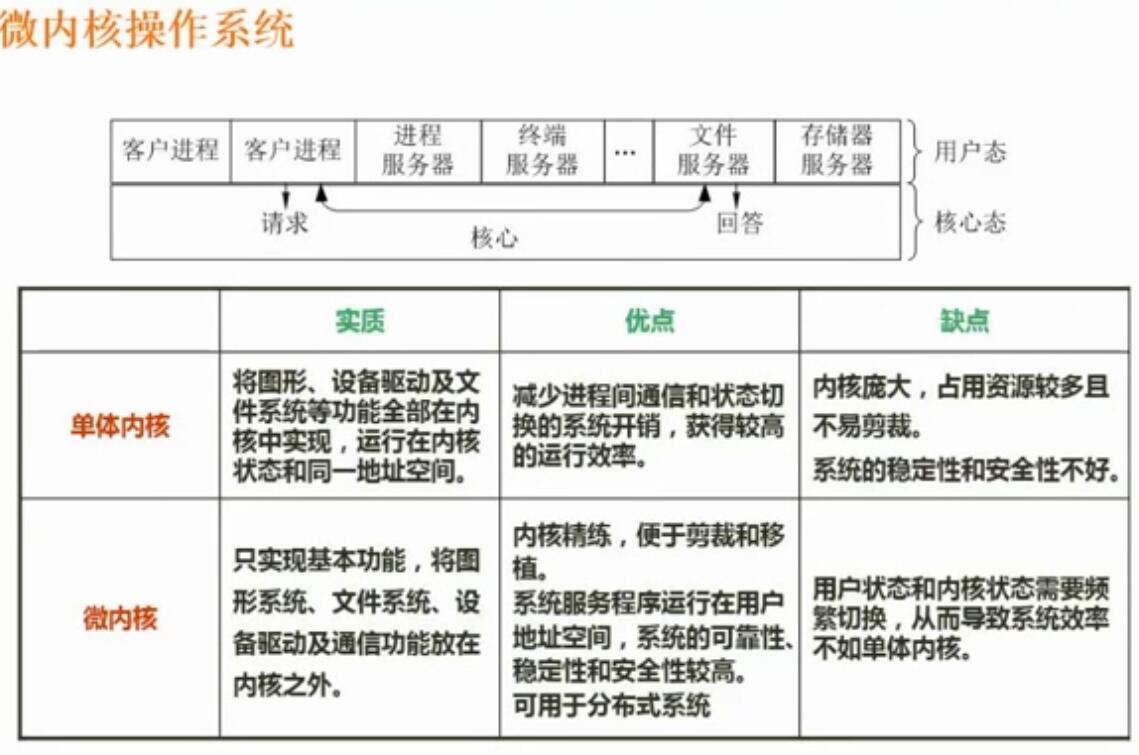 微内核操作系统
客户进程 客户进程 进程 服务器 终端 服务器 … 文件 服务器 存储器 服务器 用户态
请求 核心 回答 核心态
实质 优点 缺点
单体内核
将图形、设备驱动及文
件系统等功能全部在内
核中实现，运行在内核
状态和同一地址空间。
减少进程间通信和状态切
换的系统开销，获得较高
的运行效率。
内核庞大，占用资源较多且
不易剪裁。
系统的稳定性和安全性不好。
微内核
只实现基本功能，将图
形系统、文件系统、设
备驱动及通信功能放在
内核之外。
内核精练，便于剪裁和移
植。
系统服务程序运行在用户
地址空间，系统的可靠性、
稳定性和安全性较高。
可用于分布式系统
用户状态和内核状态需要频
繁切换，从而导致系统效率
不如单体内核。